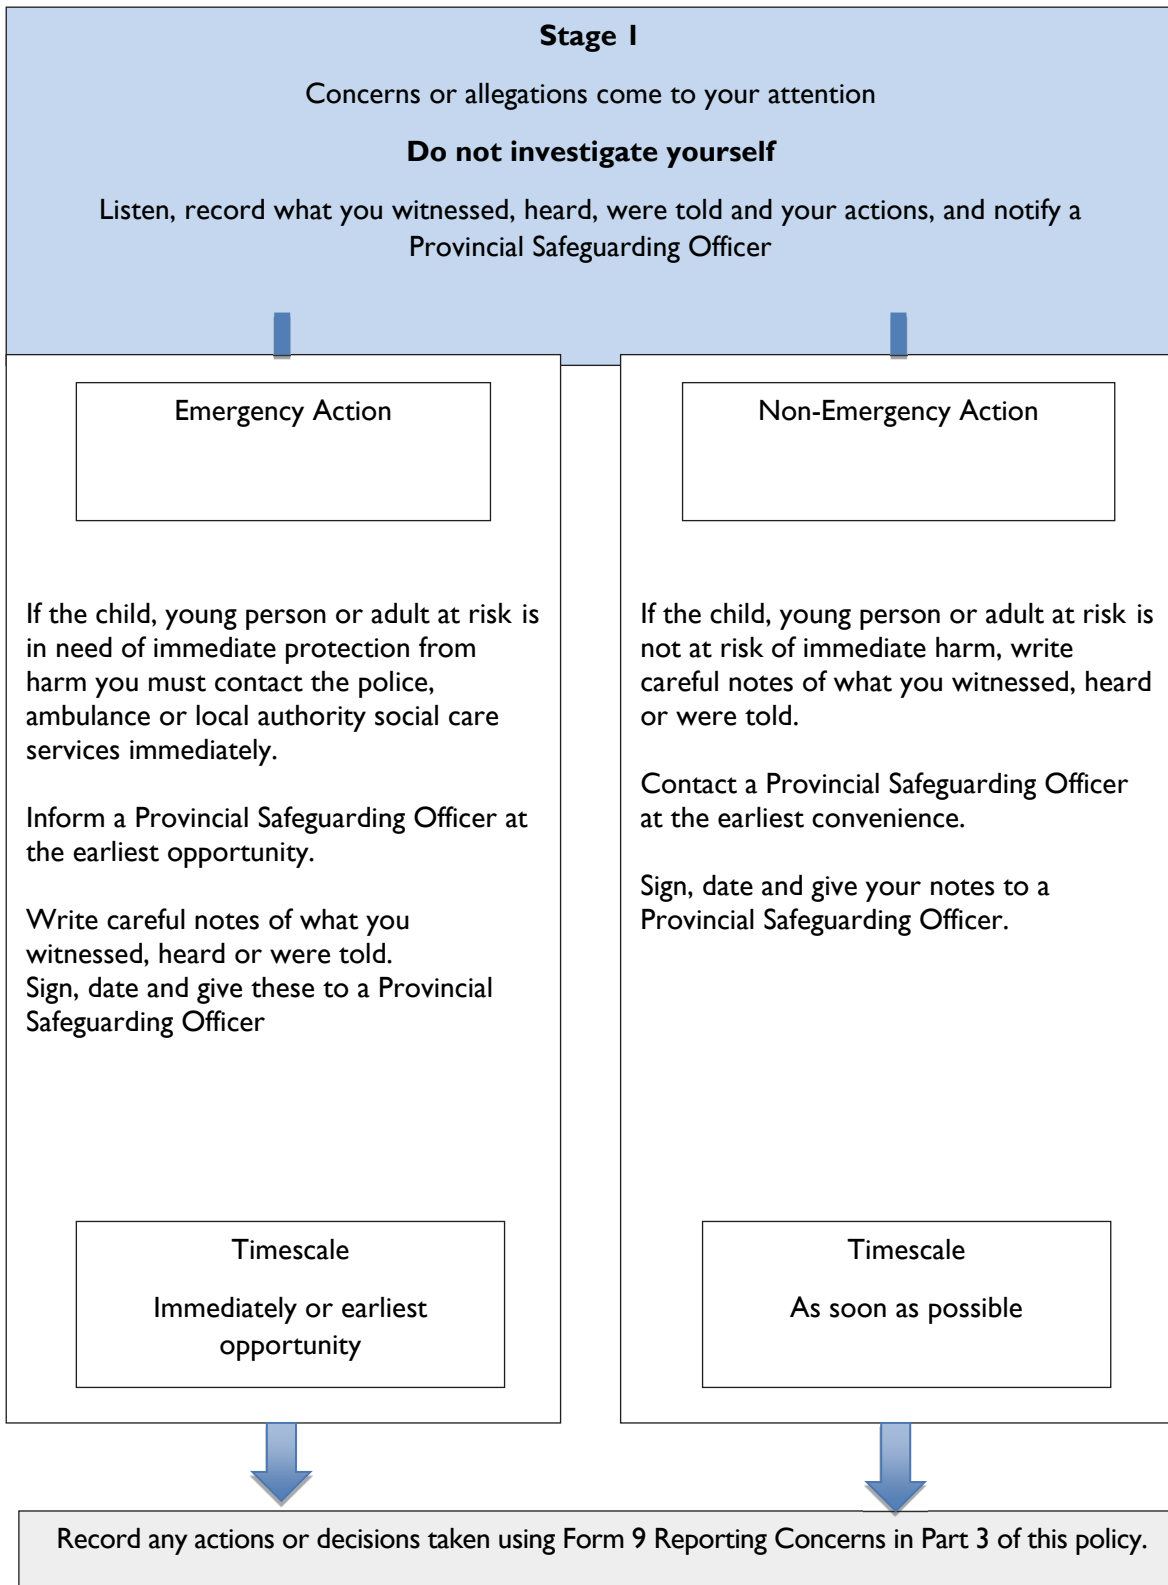 Stage 1
Concerns or allegations come to your attention
Do not investigate yourself
Listen, record what you witnessed, heard, were told and your actions, and notify a
Provincial Safeguarding Officer
Emergency Action
If the child, young person or adult at risk is
in need of immediate protection from
harm you must contact the police,
ambulance or local authority social care
services immediately.
Inform a Provincial Safeguarding Officer at
the earliest opportunity.
Write careful notes of what you
witnessed, heard or were told.
Sign, date and give these to a Provincial
Safeguarding Officer
Timescale
Immediately or earliest
opportunity
Non-Emergency Action
If the child, young person or adult at risk is
not at risk of immediate harm, write
careful notes of what you witnessed, heard
or were told.
Contact a Provincial Safeguarding Officer
at the earliest convenience.
Sign, date and give your notes to a
Provincial Safeguarding Officer.
Timescale
As soon as possible
Record any actions or decisions taken using Form 9 Reporting Concerns in Part 3 of this policy.